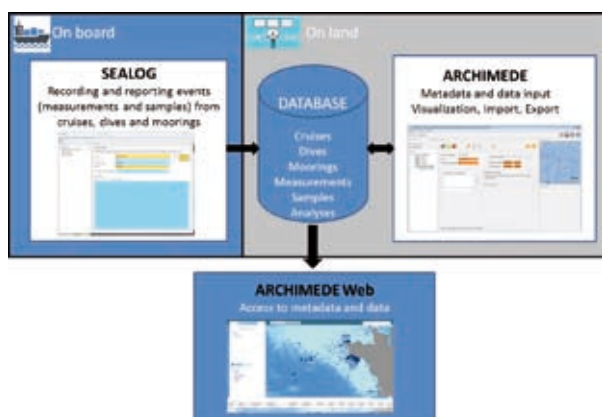 On board
On land
SEALOG
Recording and reporting events
(measurements and samples) from
cruises, dives and moorings
DATABASE
Cruises
Dives
Moorings
Measurements
Samples
Analyses
ARCHIMEDE
Metadata and data input
Visualization, Import, Export
ARCHIMEDE Web
Access to metadata and data